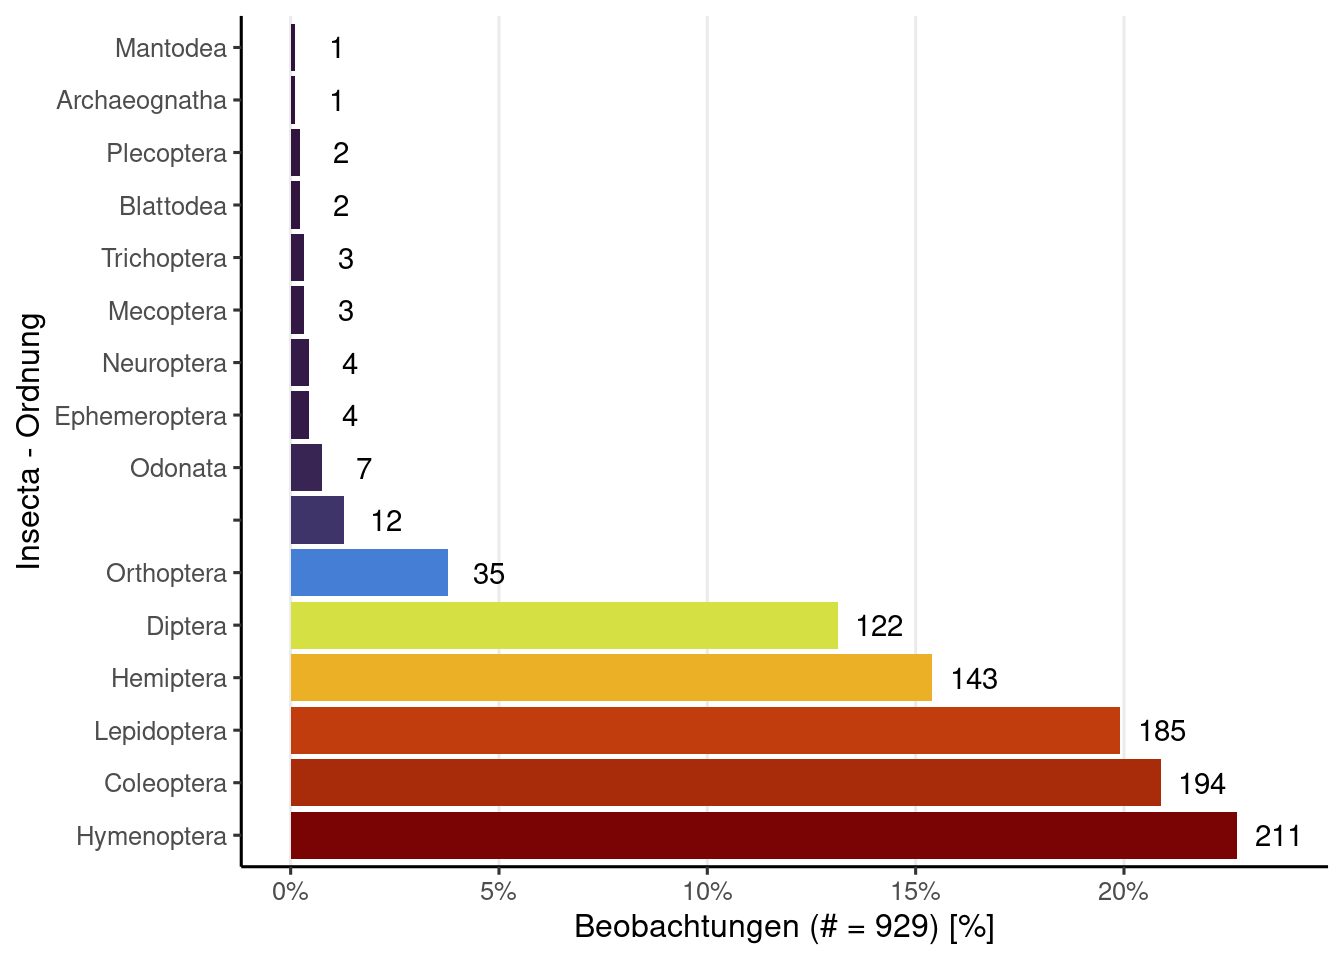 Insecta - Ordnung
Mantodea 1
Archaeognatha 1
Plecoptera 2
Blattodea 2
Trichoptera 3
Mecoptera 3
Neuroptera 4
Ephemeroptera 4
Odonata 7
12
Orthoptera 35
Diptera 122
Hemiptera 143
Lepidoptera 185
Coleoptera 194
Hymenoptera 211
0% 5% 10% 15% 20%
Beobachtungen (# = 929) [%]